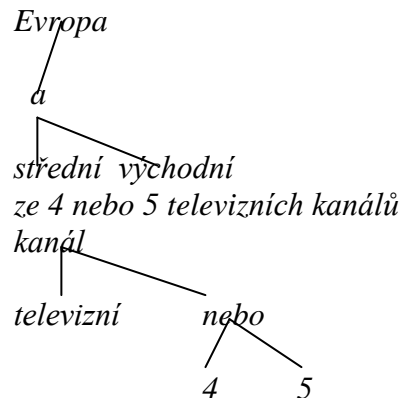 Evropa
a
střední východní
ze 4 nebo 5 televizních kanálů
kanál
televizní nebo
4 5